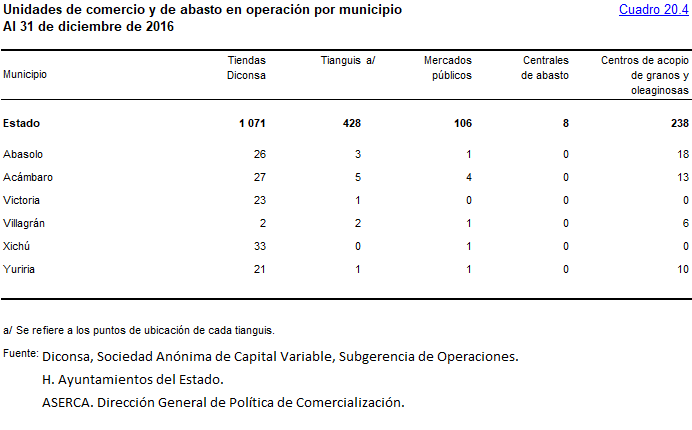 Unidades de comercio y de abasto en operación por municipio Cuadro 20.4
Al 31 de diciembre de 2016
Municipio Tiendas Diconsa Tianguis a/ Mercados públicos Centrales de abasto Centros de acopio de granos y oleaginosas
Estado 1 071 428 106 8 238
Abasolo 26 3 1 0 18
Acámbaro 27 5 4 0 13
Victoria 23 1 0 0 0
Villagrán 2 2 1 0 6
Xichú 33 0 1 0 0
Yuriria 21 1 1 0 10
a/ Se refiere a los puntos de ubicación de cada tianguis.
Fuente: Diconsa, Sociedad Anónima de Capital Variable, Subgerencia de Operaciones.
H. Ayuntamientos del Estado.
ASERCA. Dirección General de Política de Comercialización.